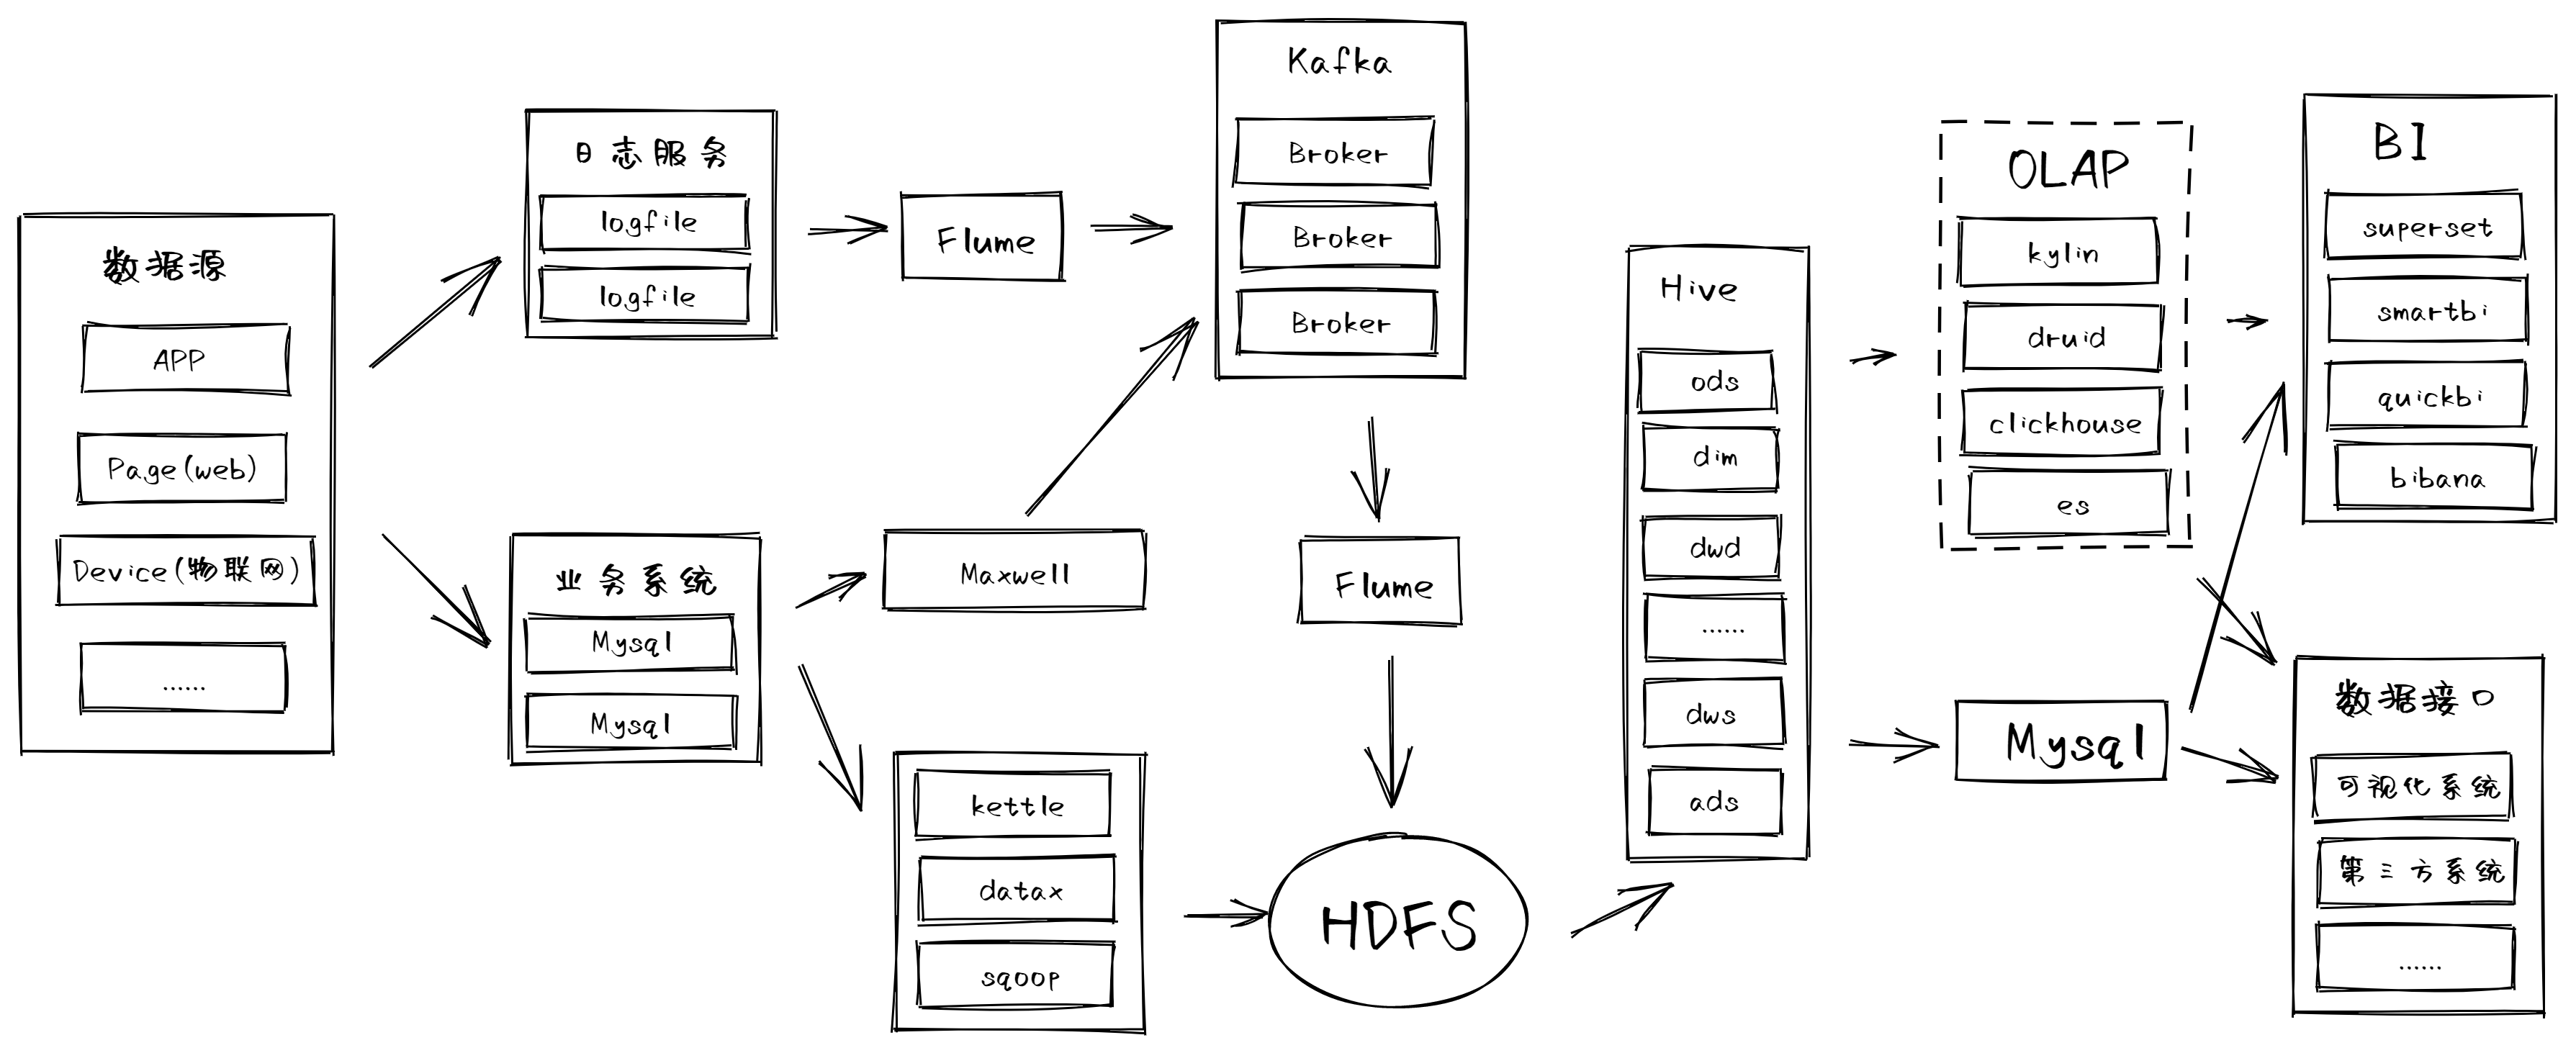 数据源
APP
Page(web)
Device(物联网)
......
日志服务
logfile
logfile
业务系统
Mysql
Mysql
Flume
Maxwell
kettle
datax
sqoop
Kafka
Broker
Broker
Broker
Flume
HDFS
Hive
ods
dim
dwd
......
dws
ads
OLAP
kylin
druid
clickhouse
es
Mysql
BI
superset
smartbi
quickbi
bibana
数据接口
可视化系统
第三方系统
......